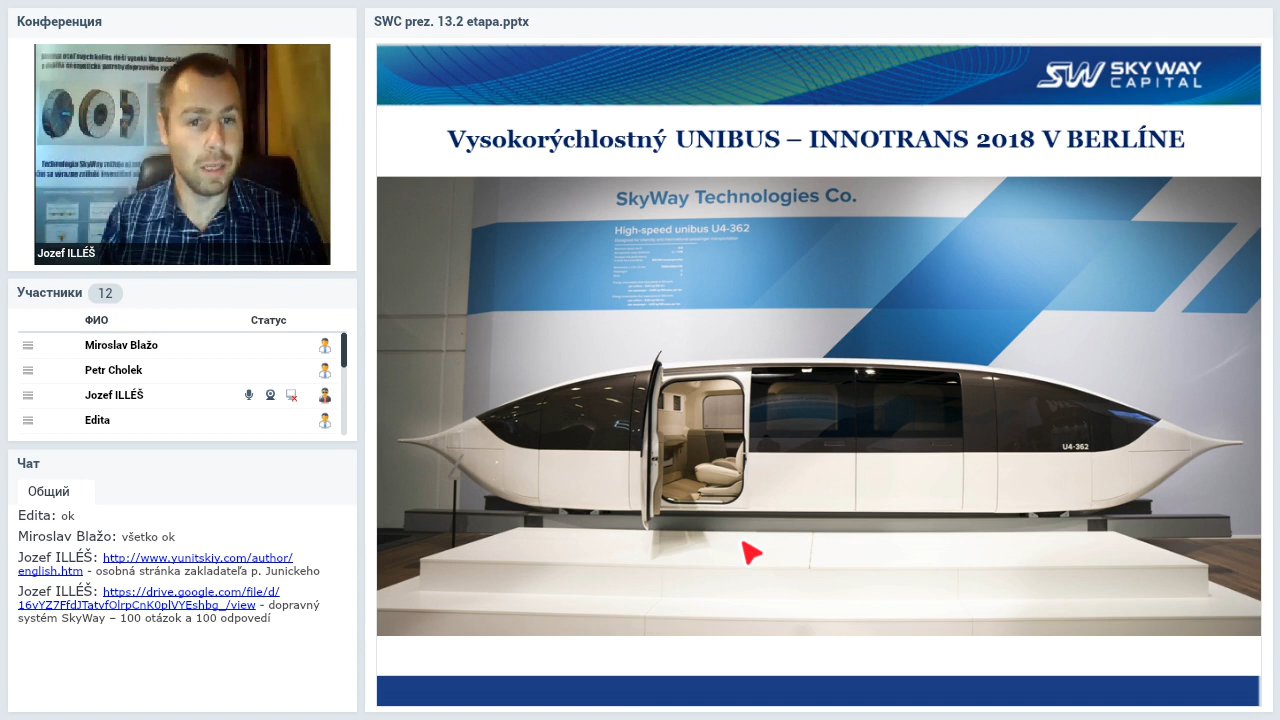 Конференция
Jozef ILLÉŠ
Участники 12
ФИО Статус
Miroslav Blažo
Petr Cholek
Jozef ILLÉŠ
Edita
Чат
Общий
Edita: ok
Miroslav Blažo: všetko ok
Jozef ILLÉŠ: http://www.yunitskiy.com/author/
english.htm - osobná stránka zakladateľa p. Junického
Jozef ILLÉŠ: https://drive.google.com/file/d/
16vYZ7FfdJTatvfOlrpCnK0plVYEshbg_/view - dopravný
systém SkyWay – 100 otázok a 100 odpovedí
SWC prez. 13.2 etapa.pptx
SW SKY WAY
CAPITAL
Vysokorýchlostný UNIBUS – INNOTRANS 2018 V BERLÍNE
SkyWay Technologies Co.
High-speed unibus U4-362
U4-362